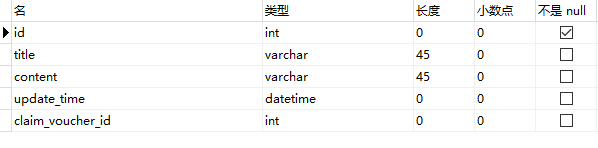 名 类型 长度 小数点 不是 null
id int 0 0
title varchar 45 0
content varchar 45 0
update_time datetime 0 0
claim_voucher_id int 0 0